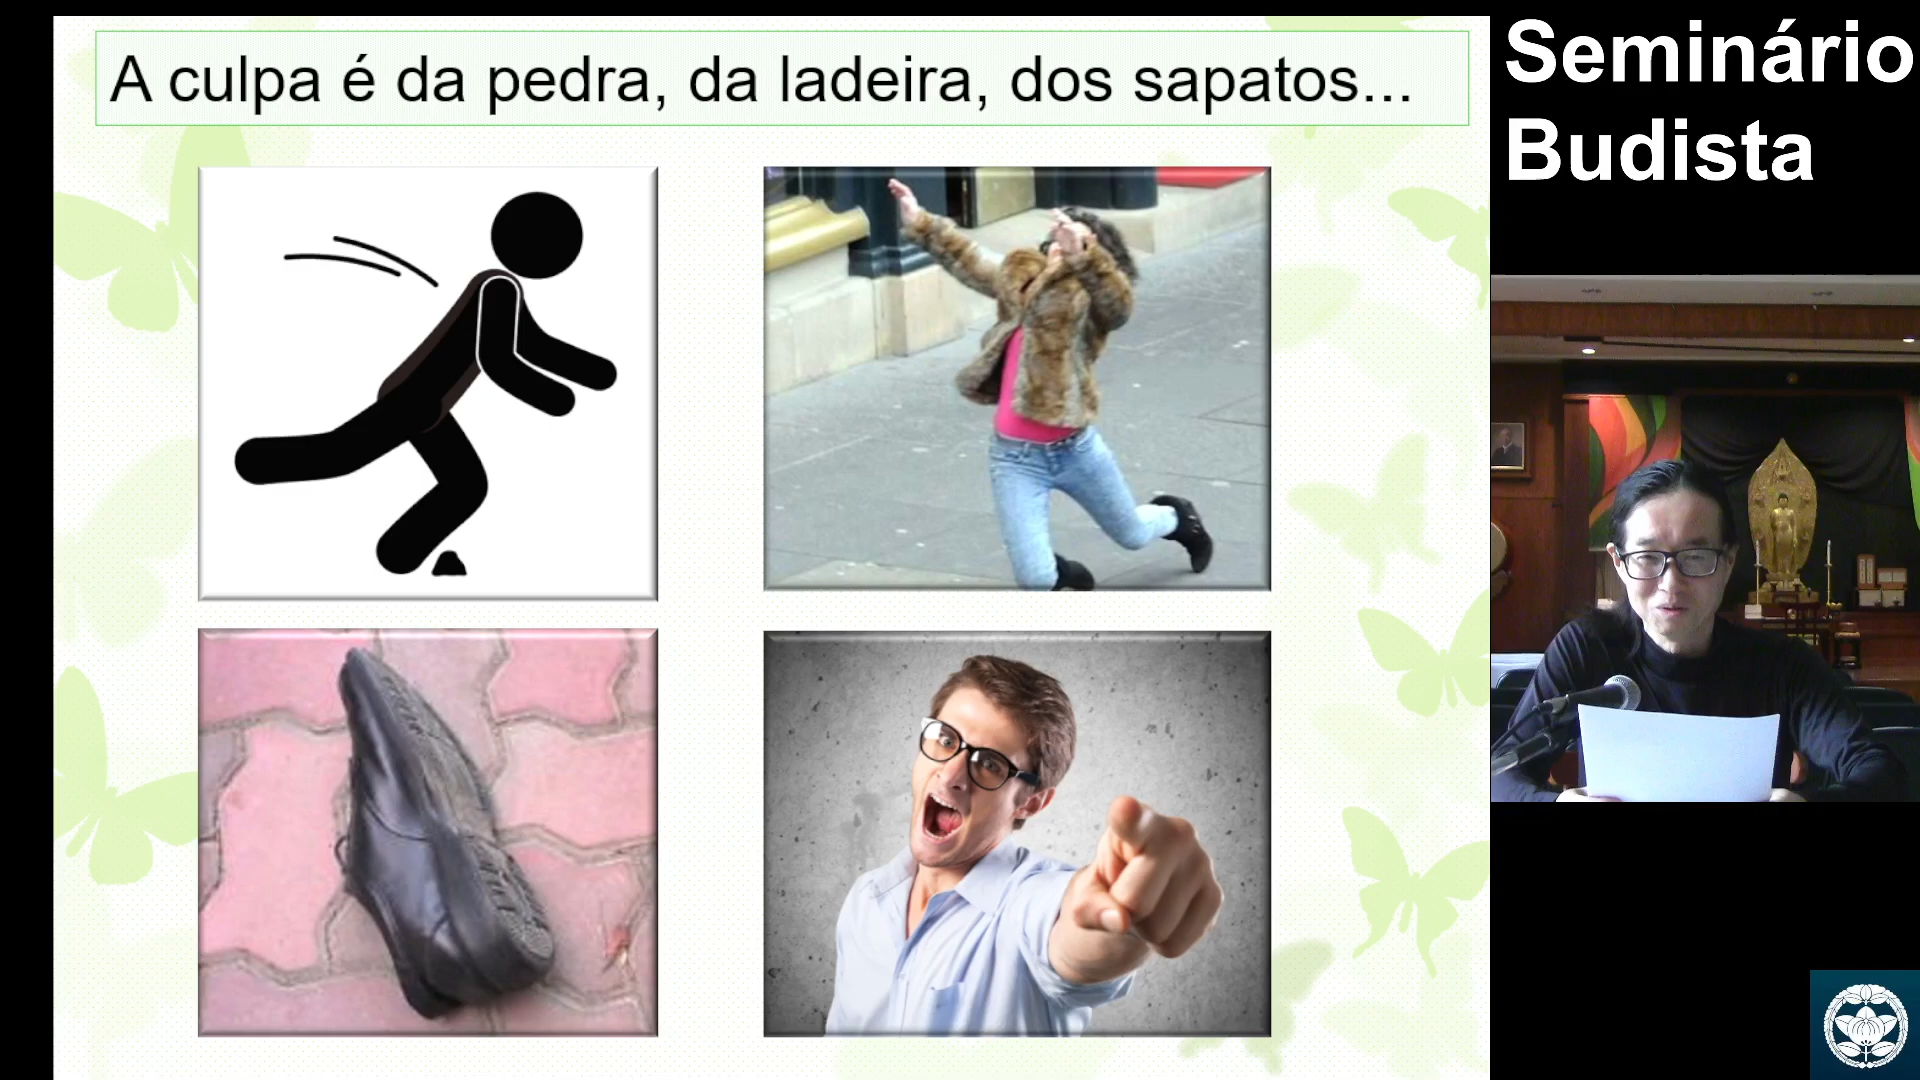 A culpa é da pedra, da ladeira, dos sapatos...
Seminário
Budista